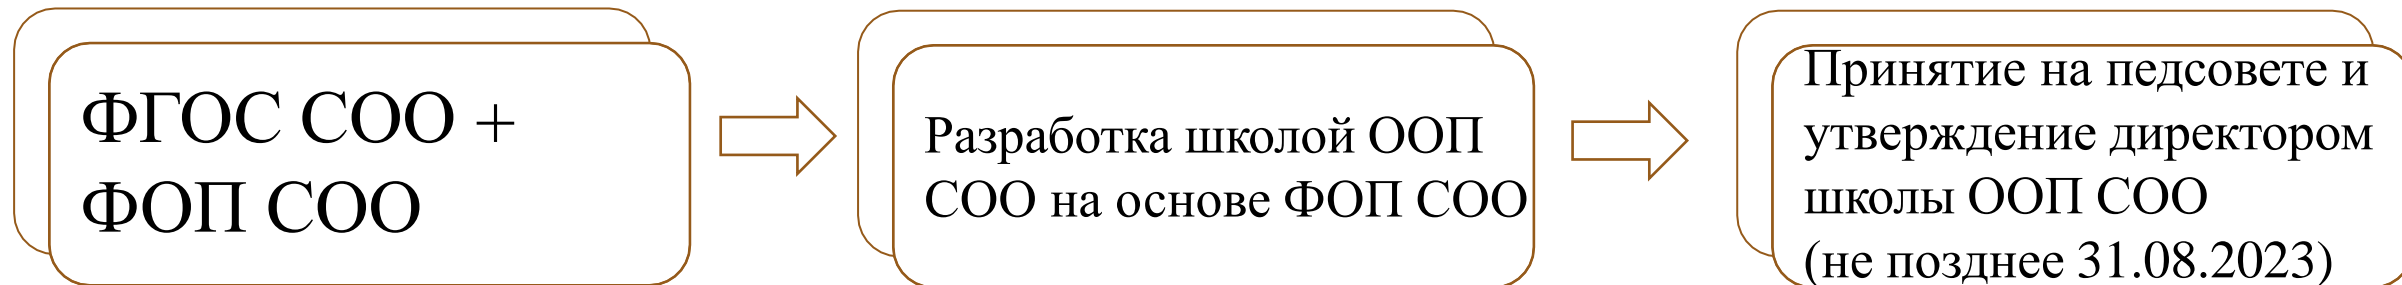 ФГОС СОО +
ФОП СОО
Разработка школой ООП
СОО на основе ФОП СОО
Принятие на педсовете и
утверждение директором
школы ООП СОО
(не позднее 31.08.2023)